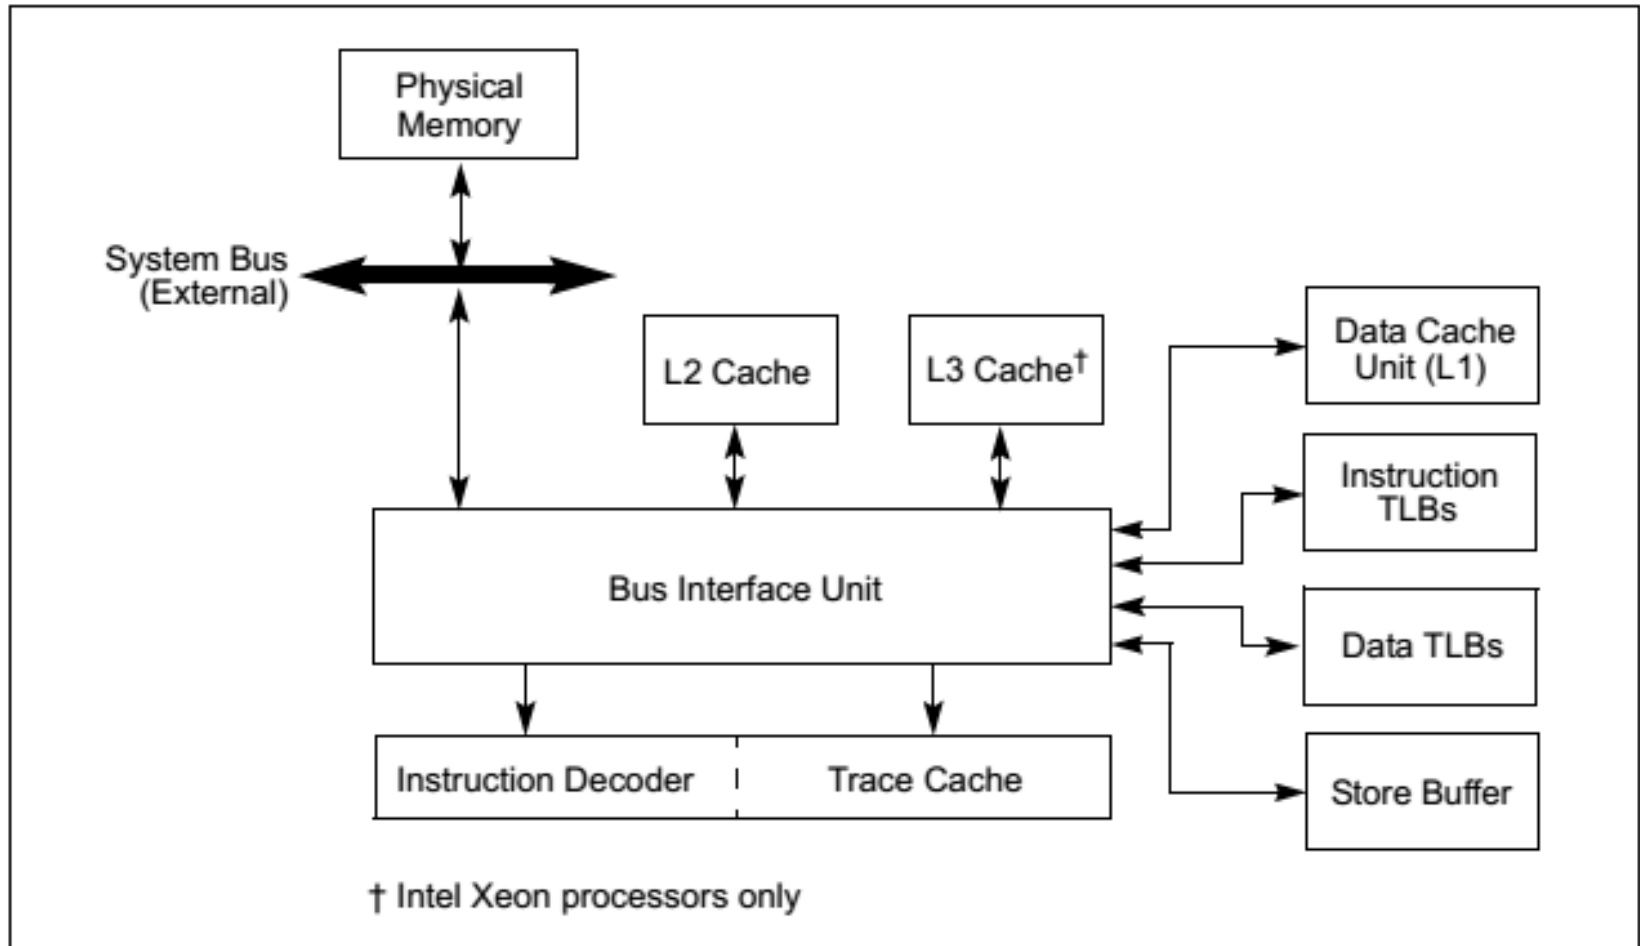 Physical
Memory
System Bus
(External)
L2 Cache
L3 Cache†
Data Cache
Unit (L1)
Instruction
TLBs
Bus Interface Unit
Data TLBs
Instruction Decoder
Trace Cache
Store Buffer
† Intel Xeon processors only